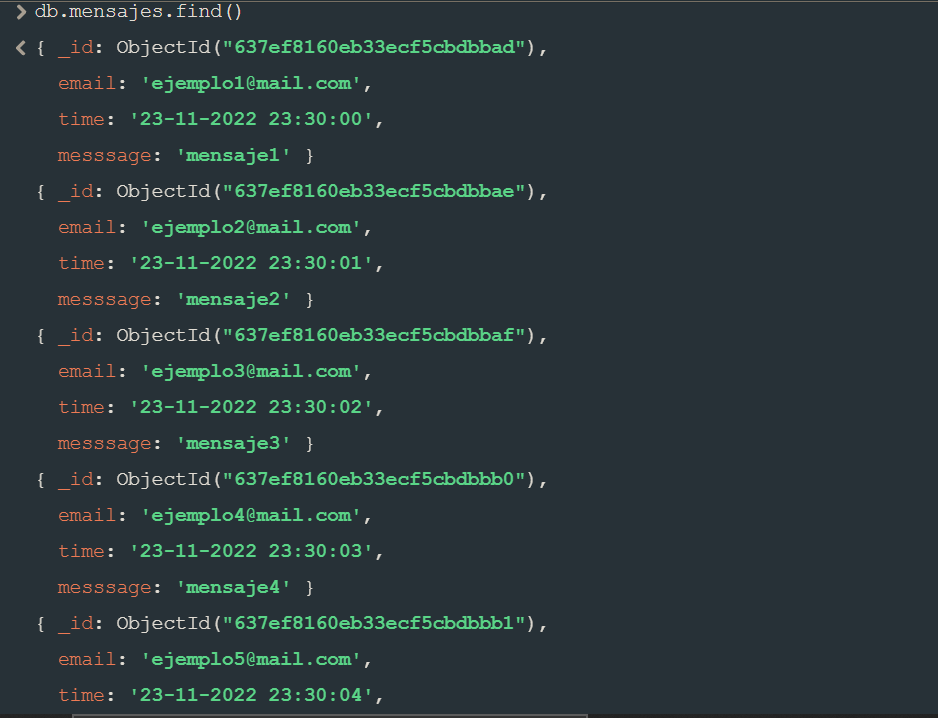 > db.mensajes.find()
< { _id: ObjectId("637ef8160eb33ecf5cbdbbad"),
email: 'ejemplo1@mail.com',
time: '23-11-2022 23:30:00',
messsage: 'mensaje1' }
{ _id: ObjectId("637ef8160eb33ecf5cbdbbae"),
email: 'ejemplo2@mail.com',
time: '23-11-2022 23:30:01',
messsage: 'mensaje2' }
{ _id: ObjectId("637ef8160eb33ecf5cbdbbaf"),
email: 'ejemplo3@mail.com',
time: '23-11-2022 23:30:02',
messsage: 'mensaje3' }
{ _id: ObjectId("637ef8160eb33ecf5cbdbbb0"),
email: 'ejemplo4@mail.com',
time: '23-11-2022 23:30:03',
messsage: 'mensaje4' }
{ _id: ObjectId("637ef8160eb33ecf5cbdbbb1"),
email: 'ejemplo5@mail.com',
time: '23-11-2022 23:30:04',